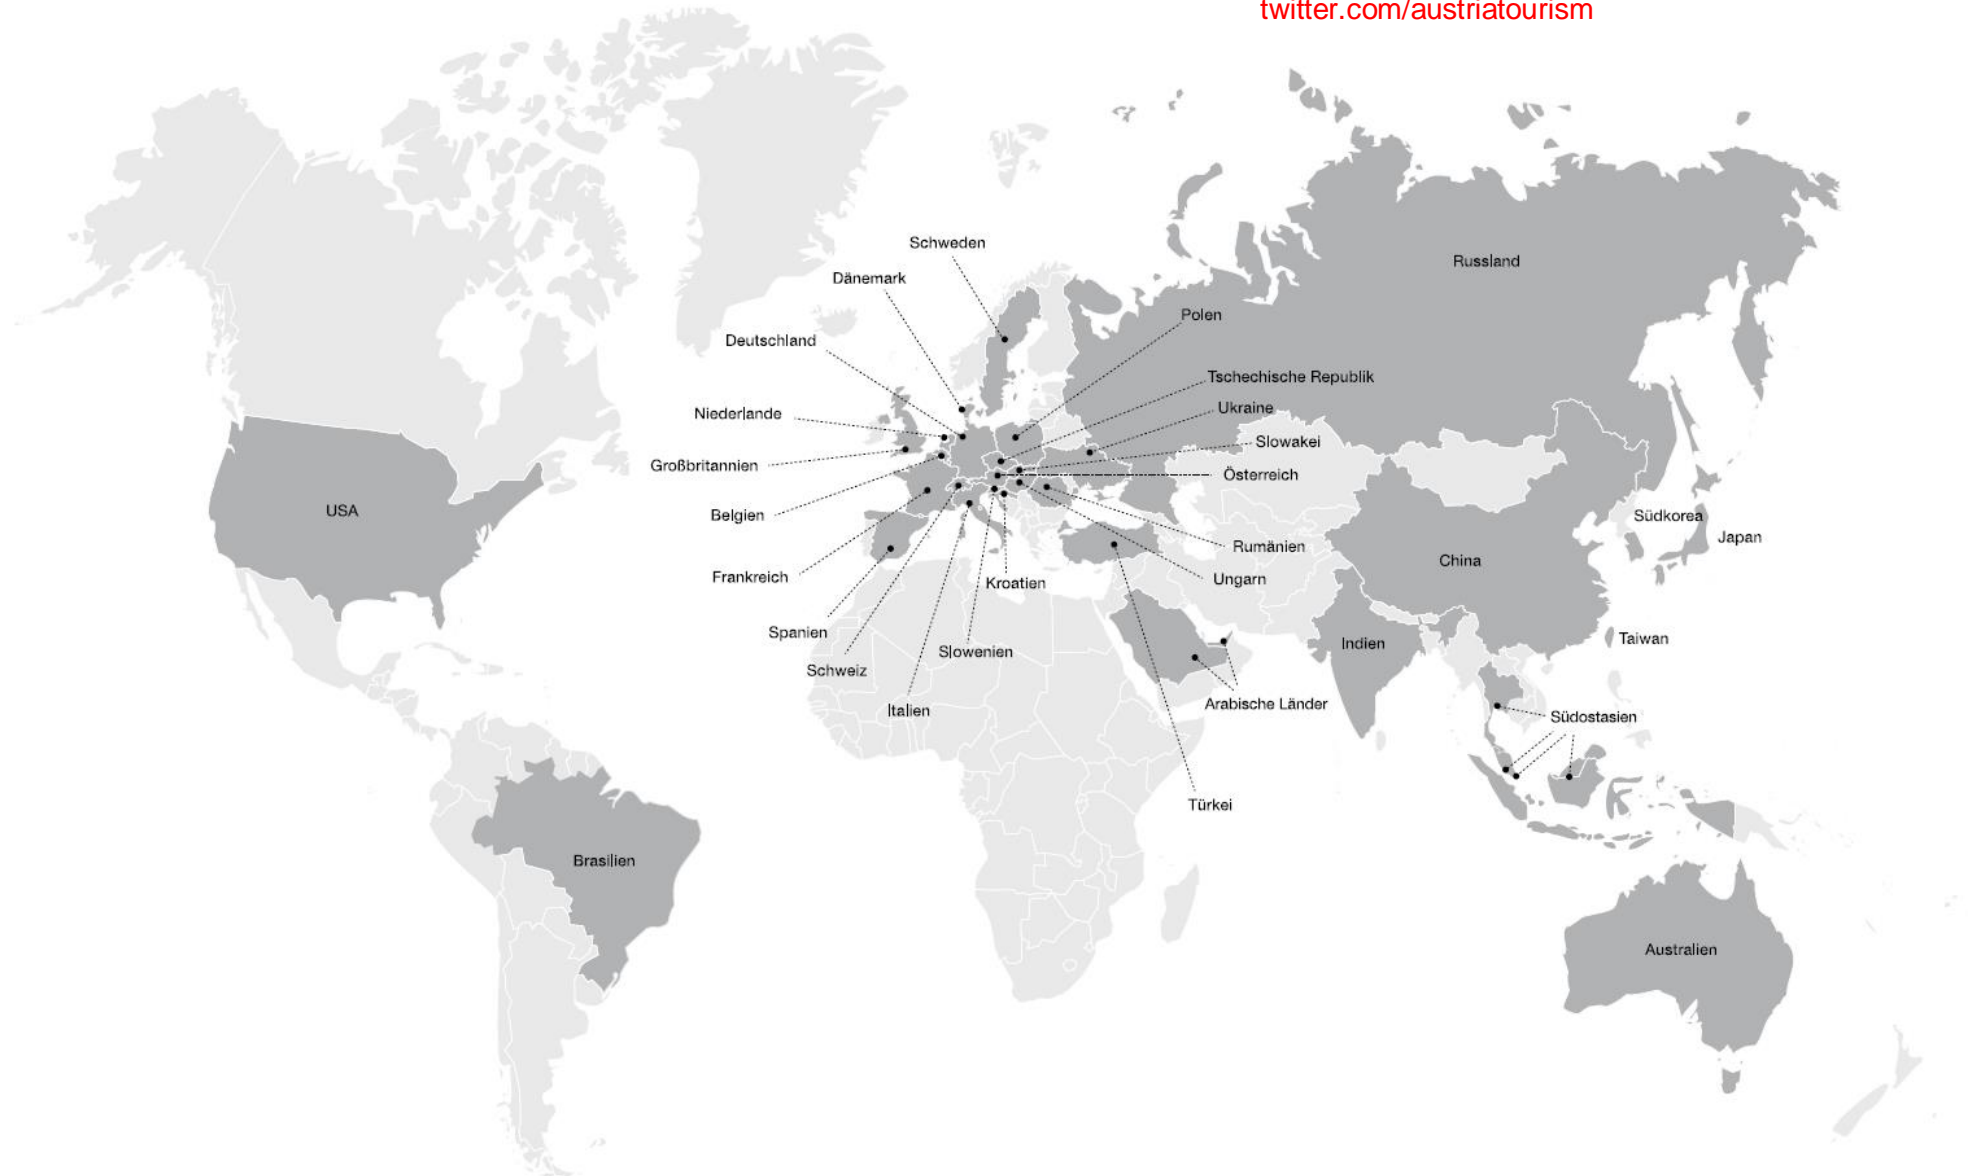 twitter.com/austriatourism
Schweden
Russland
Dänemark
Polen
Deutschland
Tschechische Republik
Niederlande
Ukraine
Slowakei
Großbritannien
Österreich
USA
Belgien
Südkorea
Japan
Rumänien
China
Frankreich
Kroatien
Ungarn
Spanien
Taiwan
Indien
Slowenien
Schweiz
Arabische Länder
Italien
Südostasien
Türkei
Brasilien
Australien